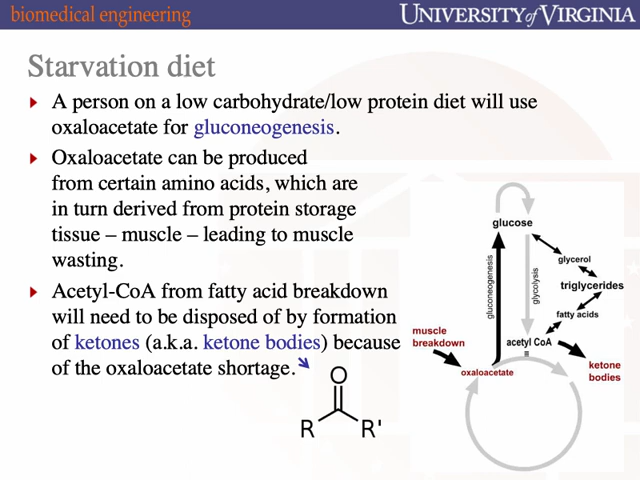 biomedical engineering
UNIVERSITY of VIRGINIA
Starvation diet
A person on a low carbohydrate/low protein diet will use
oxaloacetate for gluconeogenesis.
Oxaloacetate can be produced
from certain amino acids, which are
in turn derived from protein storage
tissue – muscle – leading to muscle
wasting.
Acetyl-CoA from fatty acid breakdown
will need to be disposed of by formation
of ketones (a.k.a. ketone bodies) because
of the oxaloacetate shortage.
O
R R'
glucose
gluconeogenesis
glycolysis
glycerol
triglycerides
fatty acids
acetyl CoA
muscle
breakdown
oxaloacetate
ketone
bodies